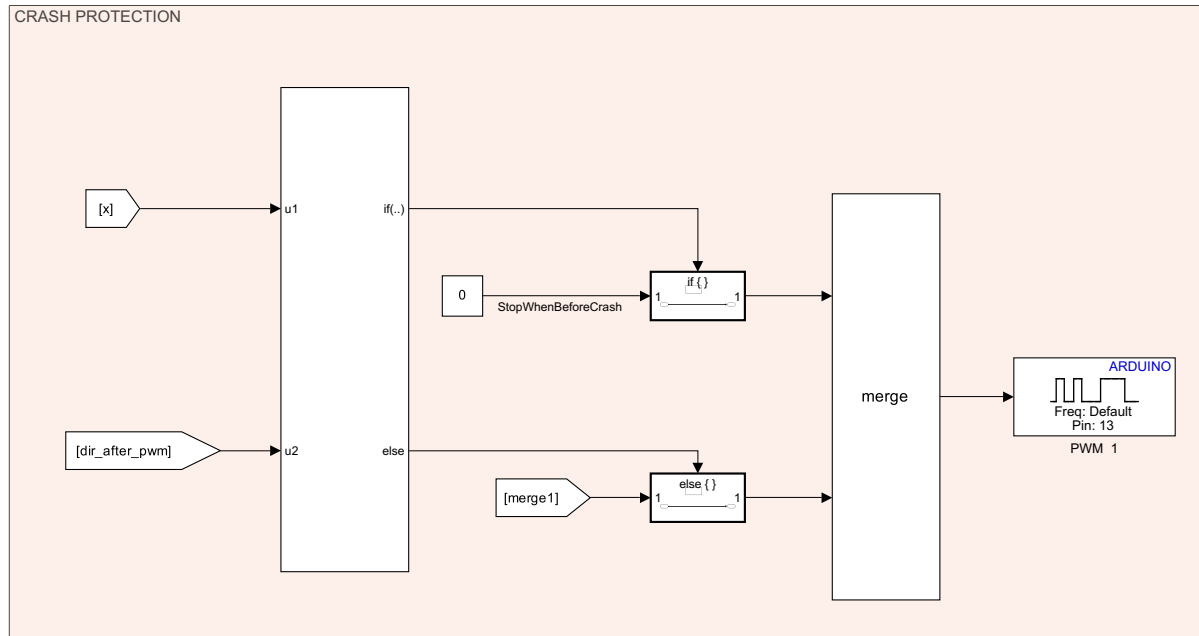 CRASH PROTECTION
[x]
u1
if(..)
0
StopWhenBeforeCrash
1
if { }
1
merge
ARDUINO
Freq: Default
Pin: 13
PWM  1
[dir_after_pwm]
u2
else
[merge1]
1
else { }
1